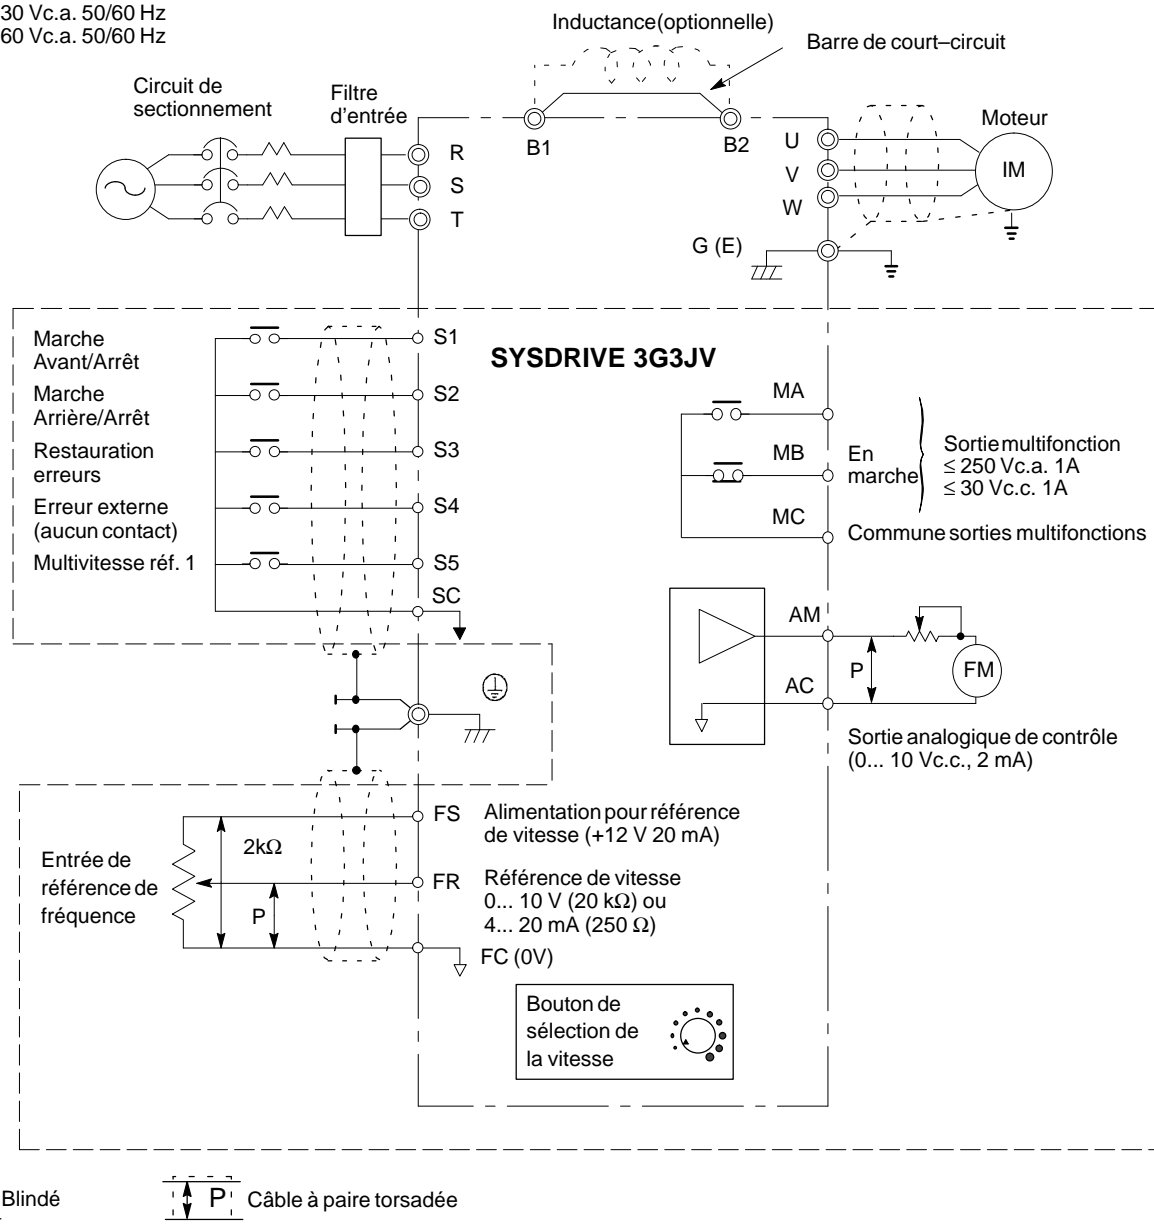 30 Vc.a. 50/60 Hz
60 Vc.a. 50/60 Hz
Inductance(optionnelle)
Barre de court–circuit
Circuit de
sectionnement
Filtre
d'entrée
Moteur
B1
B2
R
S
T
U
V
W
IM
G (E)
SYSDRIVE 3G3JV
Marche
Avant/Arrêt
S1
Marche
Arrière/Arrêt
S2
Restauration
erreurs
S3
Erreur externe
(aucun contact)
S4
Multivitesse réf. 1
S5
SC
MA
MB
En
marche
Sortie multifonction
≤ 250 Vc.a. 1A
≤ 30 Vc.c. 1A
MC
Commune sorties multifonctions
AM
P
FM
AC
Sortie analogique de contrôle
(0... 10 Vc.c., 2 mA)
Entrée de
référence de
fréquence
2kΩ
P
FS
Alimentation pour référence
de vitesse (+12 V 20 mA)
FR
Référence de vitesse
0... 10 V (20 kΩ) ou
4... 20 mA (250 Ω)
FC (0V)
Bouton de
sélection de
la vitesse
Blindé
P
Câble à paire torsadée